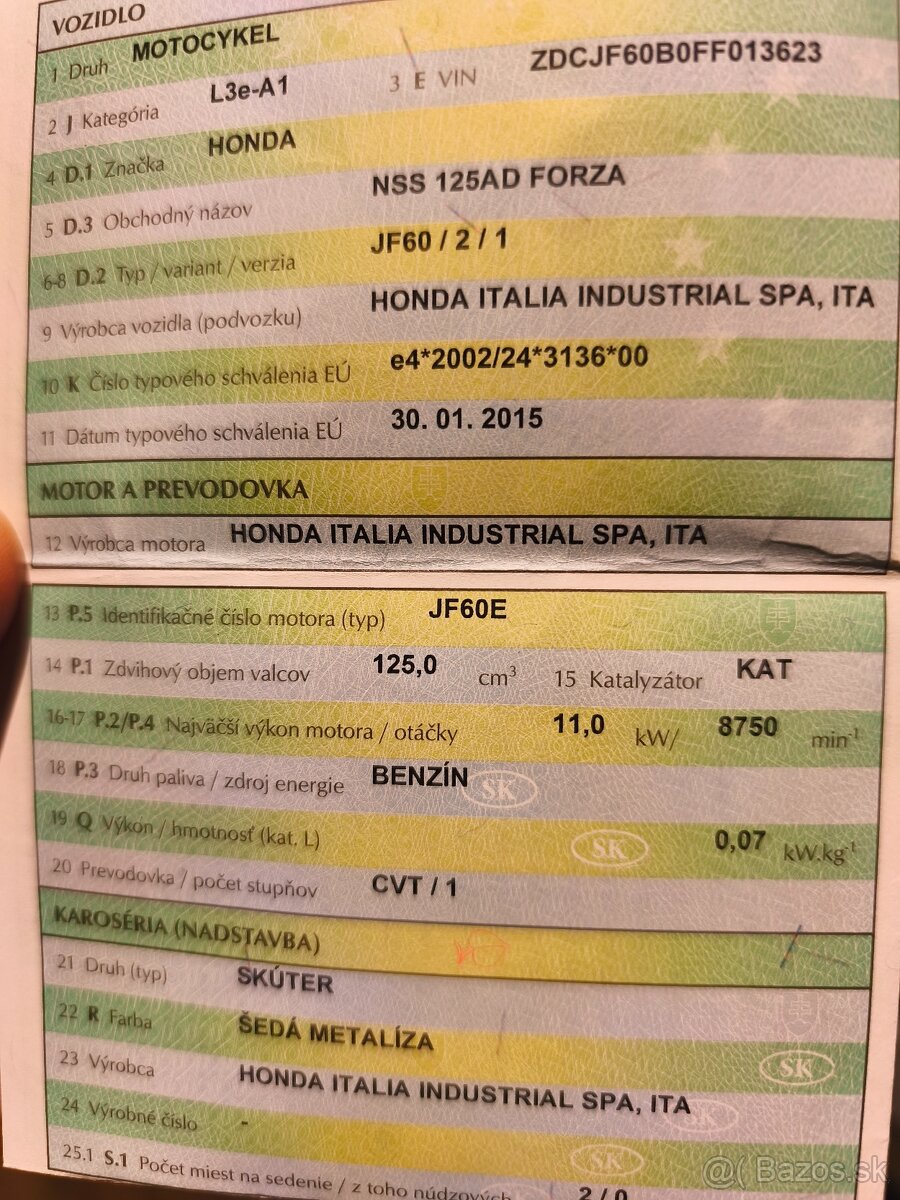 VOZIDLO
1 Druh MOTOCYKEL
2 J Kategória L3e-A1 3 E VIN ZDCJF60B0FF013623
4 D.1 Značka HONDA
5 D.3 Obchodný názov NSS 125AD FORZA
6-8 D.2 Typ / variant / verzia JF60 / 2 / 1
9 Výrobca vozidla (podvozku) HONDA ITALIA INDUSTRIAL SPA, ITA
10 K Číslo typového schválenia EÚ e4*2002/24*3136*00
11 Dátum typového schválenia EÚ 30. 01. 2015
MOTOR A PREVODOVKA
12 Výrobca motora HONDA ITALIA INDUSTRIAL SPA, ITA
13 P.5 Identifikačné číslo motora (typ) JF60E
14 P.1 Zdvihový objem valcov 125,0 cm³ 15 Katalyzátor KAT
16-17 P.2/P.4 Najväčší výkon motora / otáčky 11,0 kW/ 8750 min⁻¹
18 P.3 Druh paliva / zdroj energie BENZÍN SK
19 Q Výkon / hmotnosť (kat. L) SK 0,07 kW.kg⁻¹
20 Prevodovka / počet stupňov CVT / 1
KAROSÉRIA (NADSTAVBA)
21 Druh (typ) SKÚTER
22 R Farba ŠEDÁ METALÍZA SK
23 Výrobca HONDA ITALIA INDUSTRIAL SPA, ITA SK
24 Výrobné číslo -
SK
25.1 S.1 Počet miest na sedenie / z toho núdzových 2 / 0
@( Bazos.sk